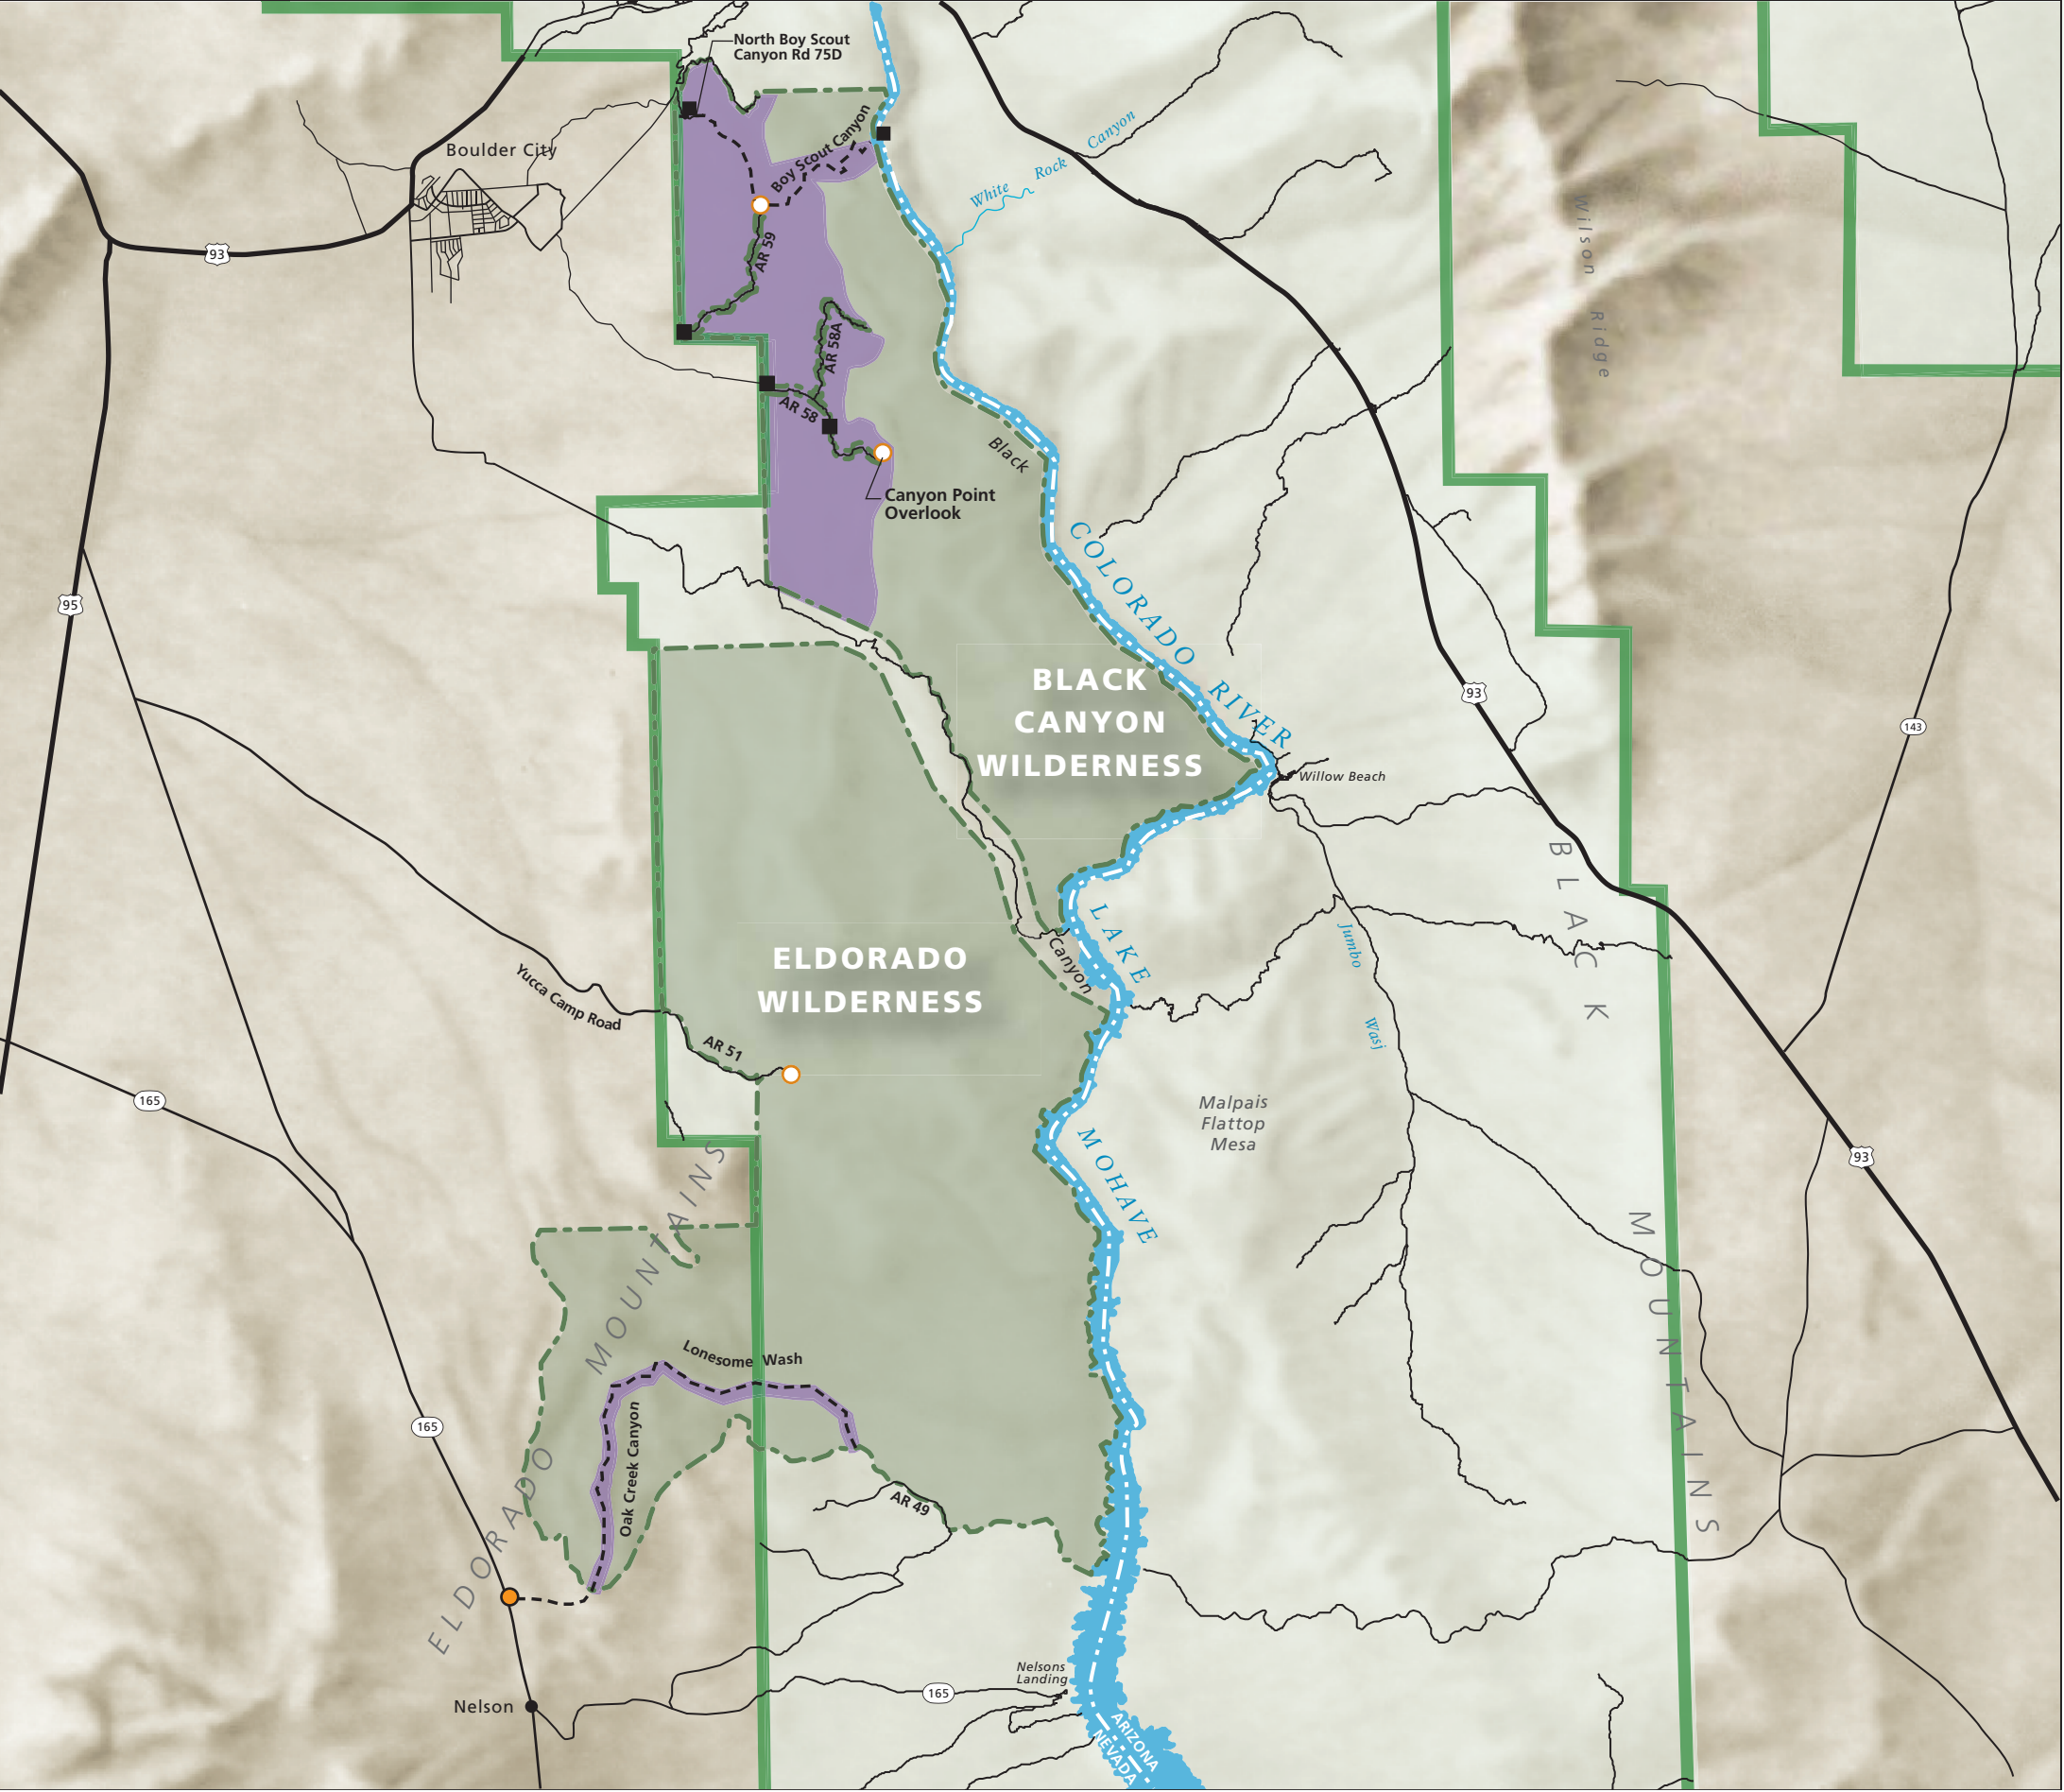 North Boy Scout
Canyon Rd 75D
Boulder City
Boy Scout Canyon
White Rock Canyon
93
AR 59
Wilson Ridge
AR 58A
AR 58
Black
Canyon Point
Overlook
COLORADO RIVER
95
BLACK
CANYON
WILDERNESS
93
143
Willow Beach
BLACK
LAKE
Jumbo
Canyon
ELDORADO
WILDERNESS
Yucca Camp Road
AR 51
Wasj
165
Malpais
Flattop
Mesa
MOHAVE
93
MOUNTAINS
MOUNTAINS
Lonesome Wash
Oak Creek Canyon
165
ELDORADO
AR 49
Nelsons
Landing
165
Nelson
ARIZONA
NEVADA